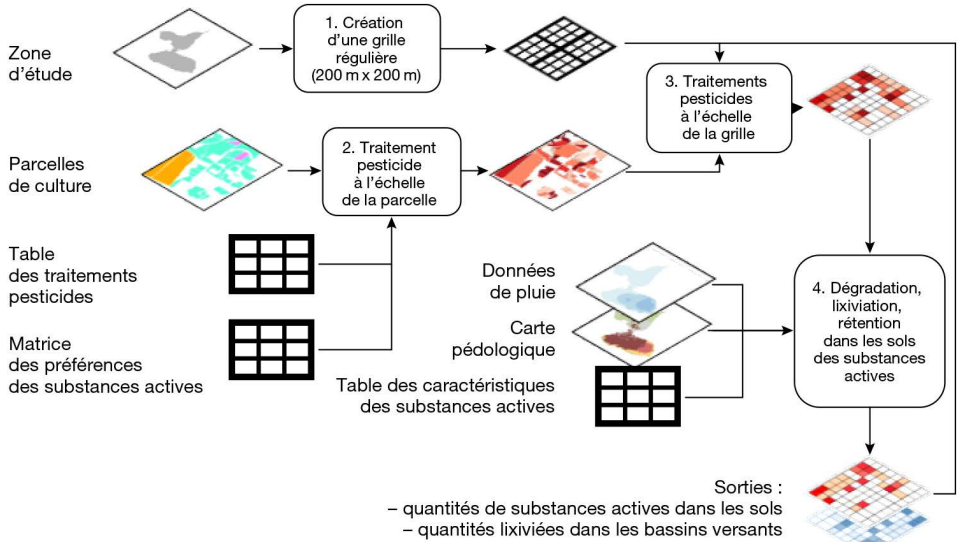 Zone
d'étude
1. Création
d'une grille
régulière
(200 m x 200 m)
3. Traitements
pesticides
à l'échelle
de la grille
Parcelles
de culture
2. Traitement
pesticide
à l'échelle
de la parcelle
Table
des traitements
pesticides
Matrice
des préférences
des substances actives
Données
de pluie
Carte
pédologique
Table des caractéristiques
des substances actives
4. Dégradation,
lixiviation,
rétention
dans les sols
des substances
actives
Sorties :
– quantités de substances actives dans les sols
– quantités lixiviées dans les bassins versants